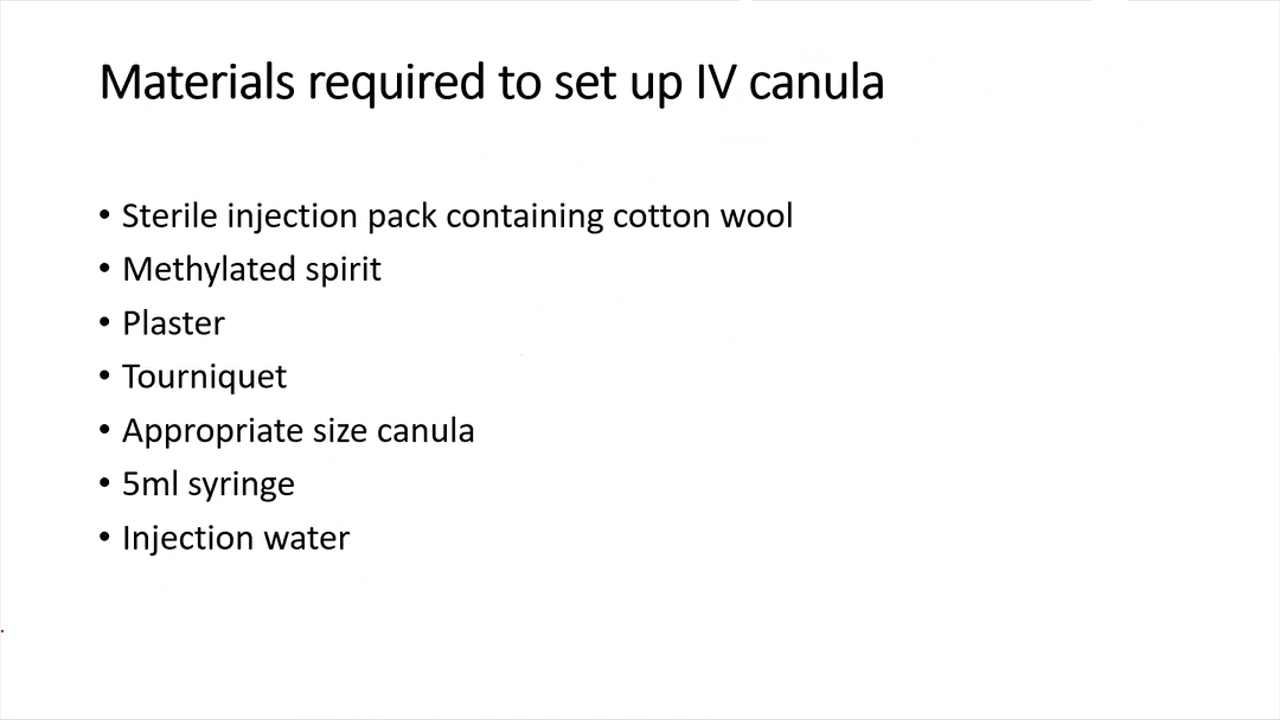 Materials required to set up IV canula
• Sterile injection pack containing cotton wool
• Methylated spirit
• Plaster
• Tourniquet
• Appropriate size canula
• 5ml syringe
• Injection water